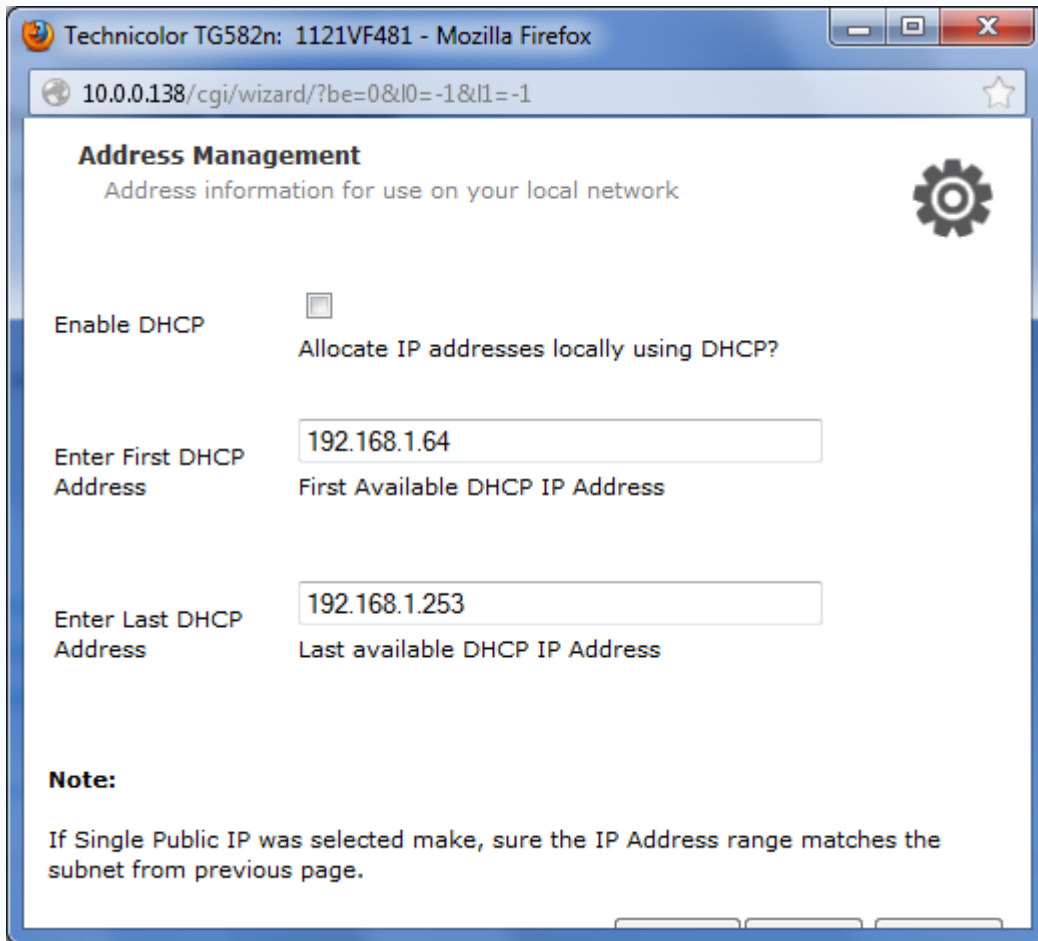 Technicolor TG582n: 1121VF481 - Mozilla Firefox
10.0.0.138/cgi/wizard/?be=0&l0=-1&l1=-1
Address Management
Address information for use on your local network
Enable DHCP
Allocate IP addresses locally using DHCP?
Enter First DHCP
Address
192.168.1.64
First Available DHCP IP Address
Enter Last DHCP
Address
192.168.1.253
Last available DHCP IP Address
Note:
If Single Public IP was selected make, sure the IP Address range matches the
subnet from previous page.